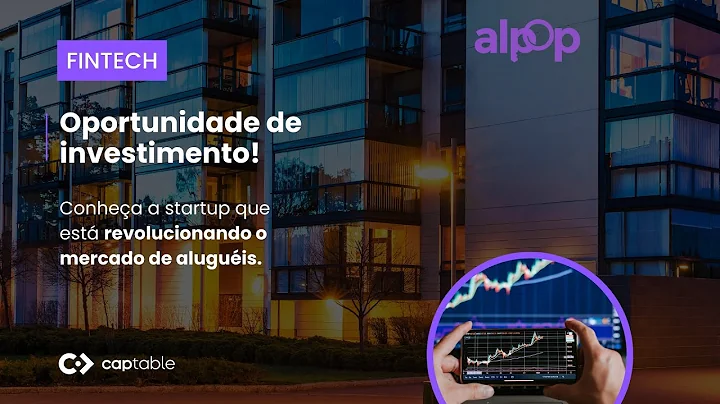 alpop
FINTECH
Oportunidade de
investimento!
Conheça a startup que
está revolucionando o
mercado de aluguéis.
captable